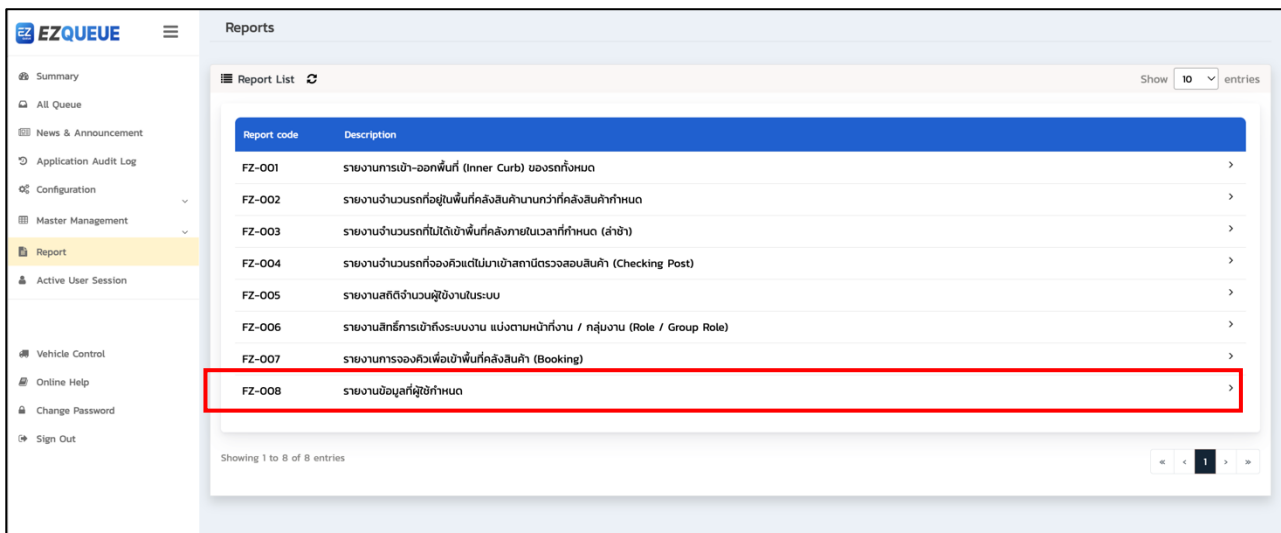 EZ EZQUEUE
Reports
Summary
All Queue
News & Announcement
Application Audit Log
Configuration
Master Management
Report
Active User Session
Vehicle Control
Online Help
Change Password
Sign Out
Report List
Show 10 entries
Report code Description
FZ-001 รายงานการเข้า-ออกพื้นที่ (Inner Curb) ของรถทั้งหมด
FZ-002 รายงานจำนวนรถที่อยู่ในพื้นที่คลังสินค้านานกว่าที่คลังสินค้ากำหนด
FZ-003 รายงานจำนวนรถที่ไม่ได้เข้าพื้นที่คลังภายในเวลาที่กำหนด (ล่าช้า)
FZ-004 รายงานจำนวนรถที่จองคิวแต่ไม่มาเข้าสถานีตรวจสอบสินค้า (Checking Post)
FZ-005 รายงานสถิติจำนวนผู้ใช้งานในระบบ
FZ-006 รายงานสิทธิ์การเข้าถึงระบบงาน แบ่งตามหน้าที่งาน / กลุ่มงาน (Role / Group Role)
FZ-007 รายงานการจองคิวเพื่อเข้าพื้นที่คลังสินค้า (Booking)
FZ-008 รายงานข้อมูลที่ผู้ใช้กำหนด
Showing 1 to 8 of 8 entries
« ‹ 1 › »